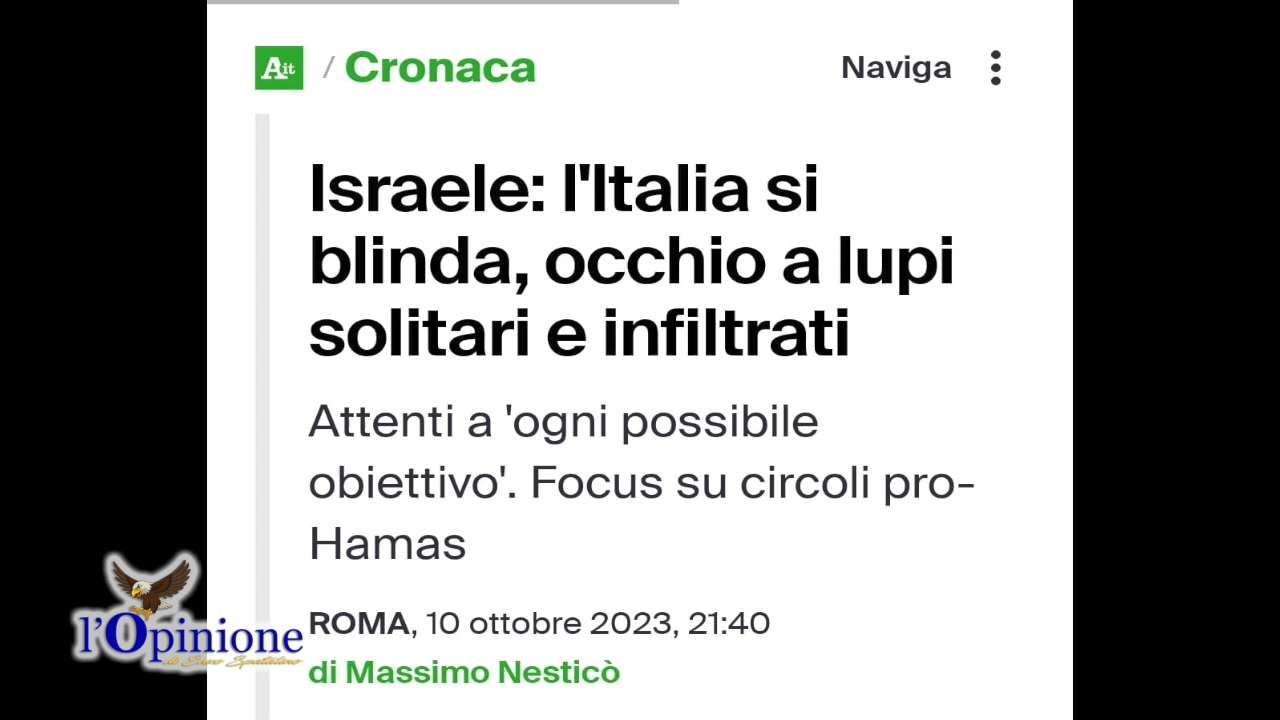 Ait / Cronaca
Naviga
Israele: l'Italia si
blinda, occhio a lupi
solitari e infiltrati
Attenti a 'ogni possibile
obiettivo'. Focus su circoli pro-
Hamas
ROMA, 10 ottobre 2023, 21:40
di Massimo Nesticò
l'Opinione